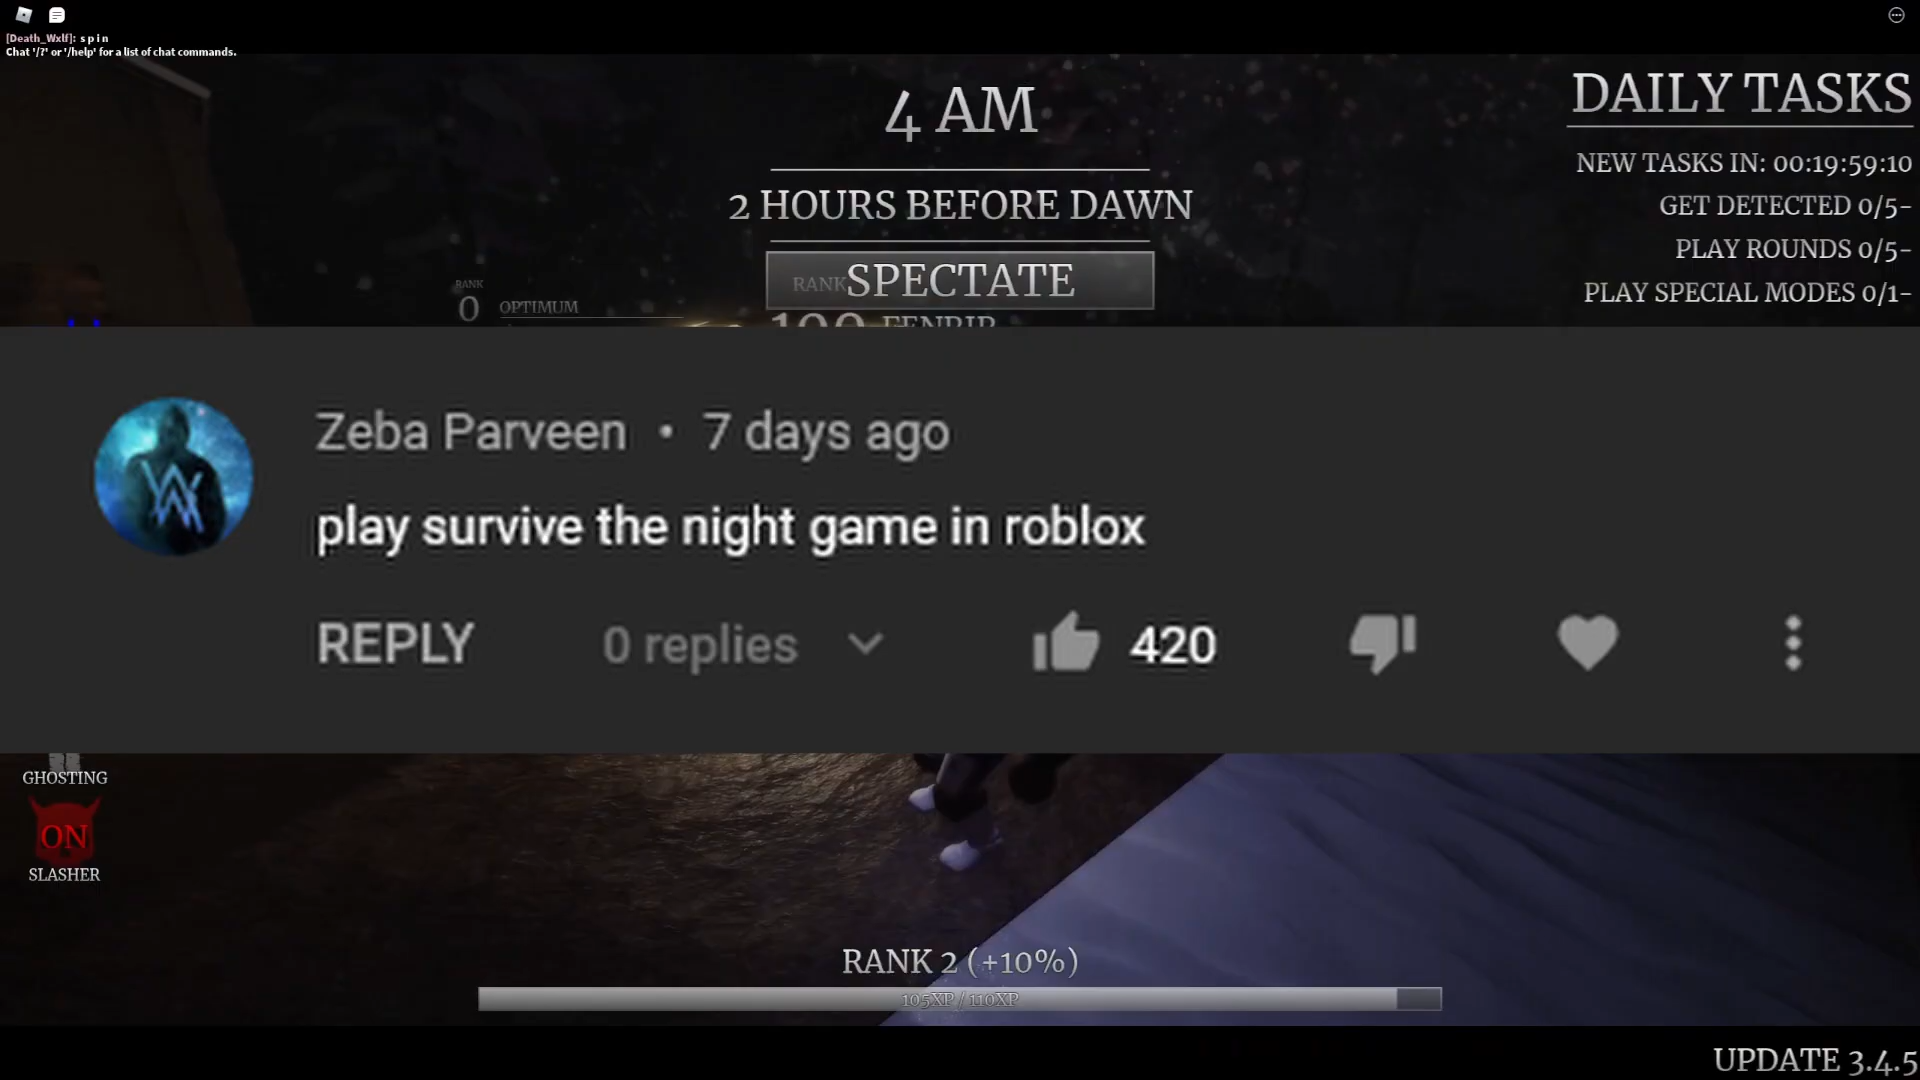 [Death_Wxlf]: s p i n
Chat '/?' or '/help' for a list of chat commands.
4 AM
2 HOURS BEFORE DAWN
SPECTATE
RANK
RANK
0 OPTIMUM
100 FENRIR
DAILY TASKS
NEW TASKS IN: 00:19:59:10
GET DETECTED 0/5-
PLAY ROUNDS 0/5-
PLAY SPECIAL MODES 0/1-
Zeba Parveen • 7 days ago
play survive the night game in roblox
REPLY 0 replies 420
GHOSTING
ON
SLASHER
RANK 2 (+10%)
105XP / 110XP
UPDATE 3.4.5